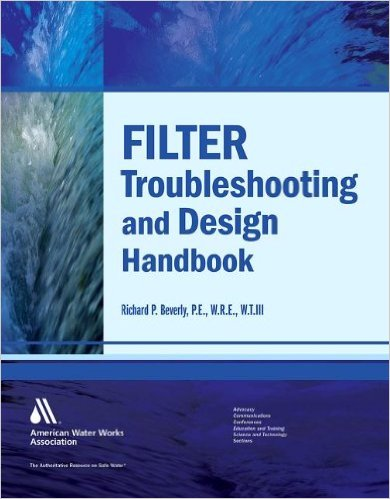 FILTER
Troubleshooting
and Design
Handbook
Richard P. Beverly, P.E., W.R.E., W.T.III
American Water Works
Association
The Authoritative Resource on Safe Water®
Advocacy
Communications
Conferences
Education and Training
Science and Technology
Sections